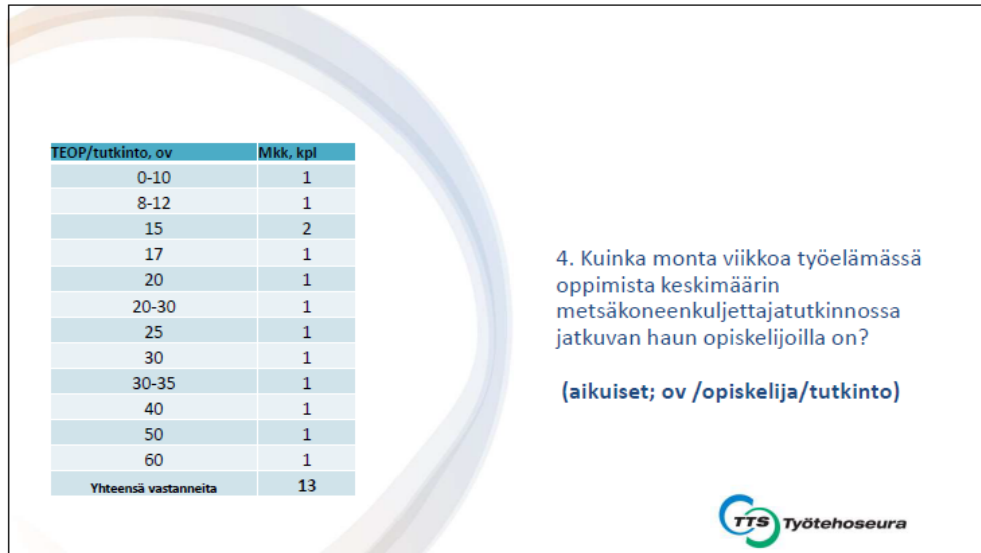 TEOP/tutkinto, ov Mkk, kpl
0-10 1
8-12 1
15 2
17 1
20 1
20-30 1
25 1
30 1
30-35 1
40 1
50 1
60 1
Yhteensä vastanneita 13
4. Kuinka monta viikkoa työelämässä
oppimista keskimäärin
metsäkoneenkuljettajatutkinnossa
jatkuvan haun opiskelijoilla on?
(aikuiset; ov /opiskelija/tutkinto)
TTS Työtehoseura